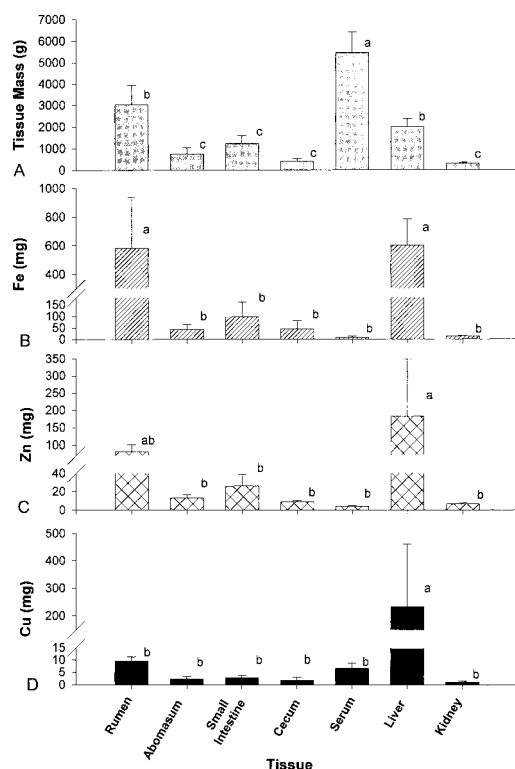 7000
6000
5000
4000
3000
2000
1000
0
Tissue Mass (g)
A
b
c
c
c
a
b
c
1000
800
600
400
150
100
50
0
Fe (mg)
B
a
b
b
b
b
a
b
350
300
250
200
150
100
40
20
0
Zn (mg)
C
ab
b
b
b
b
a
b
500
400
300
200
15
10
5
0
Cu (mg)
D
b
b
b
b
b
a
b
Rumen
Abomasum
Small
Intestine
Cecum
Serum
Liver
Kidney
Tissue